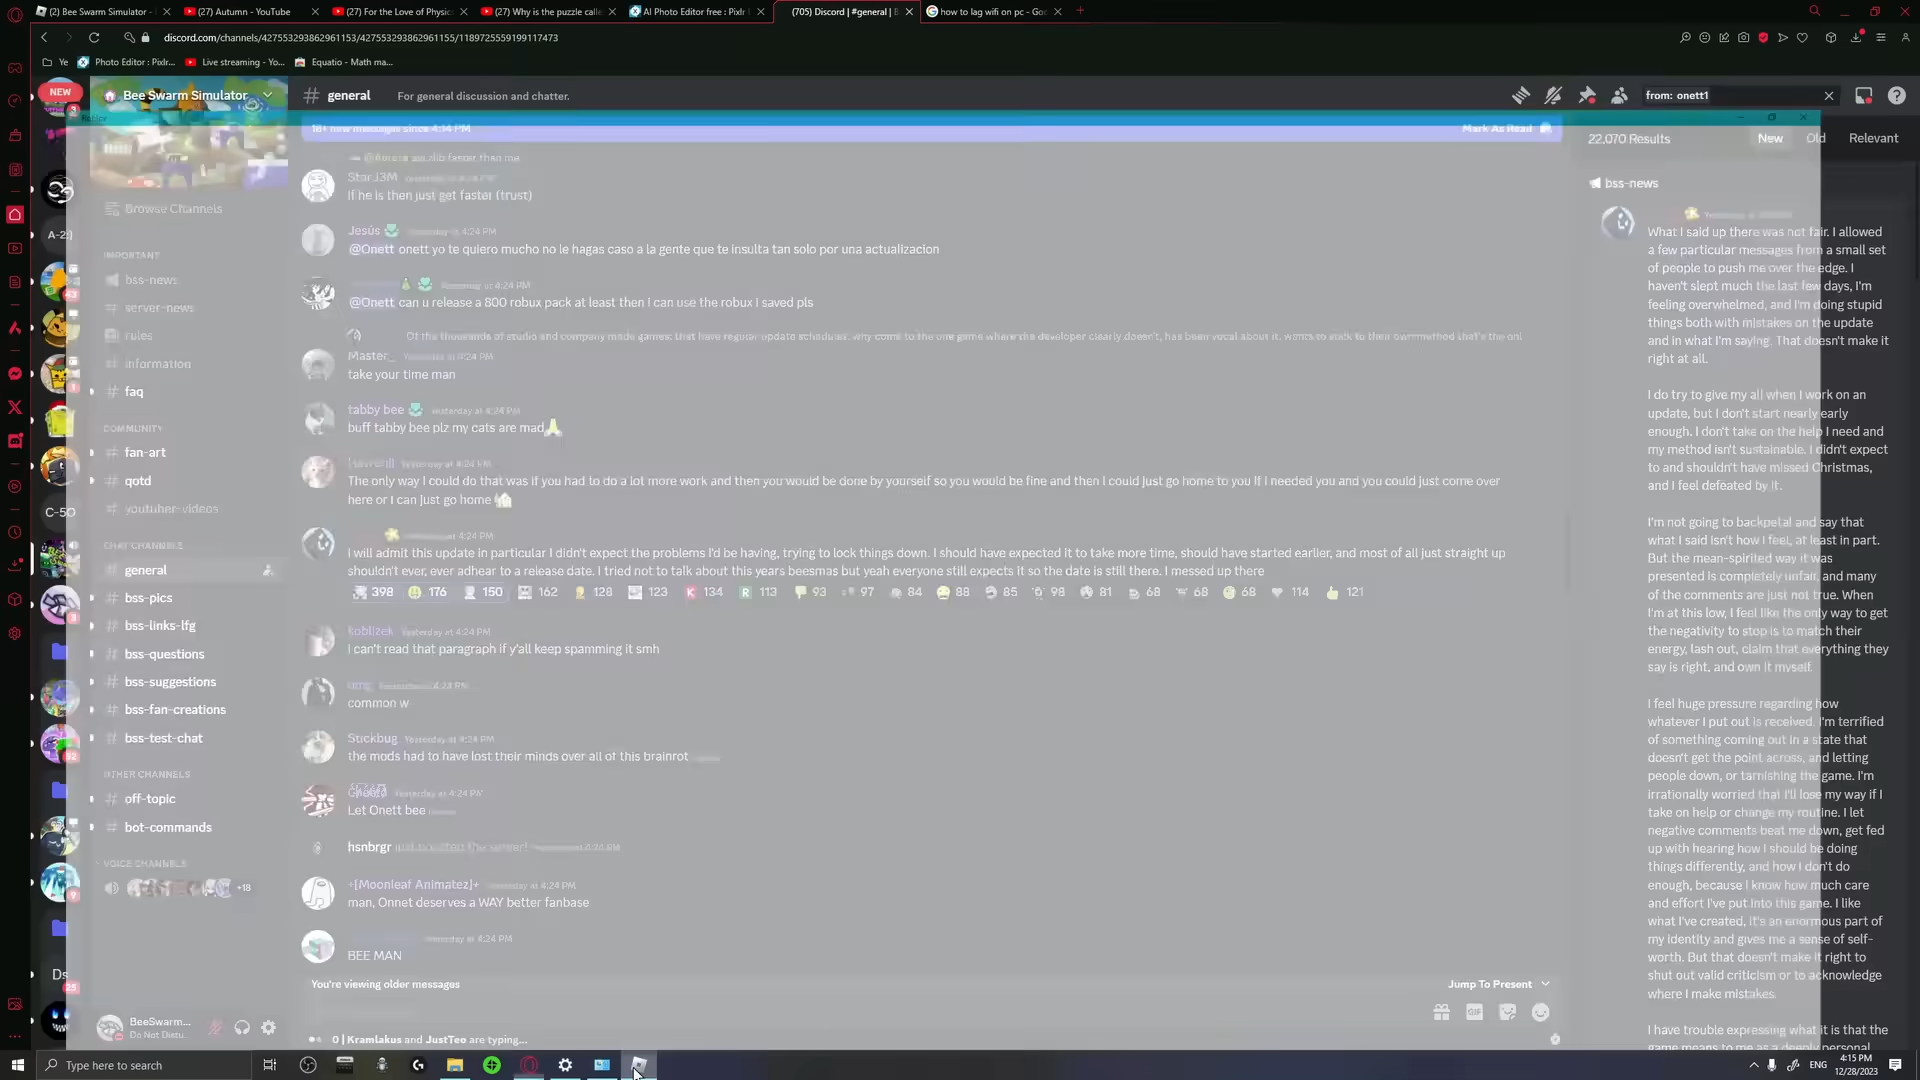 (2) Bee Swarm Simulator -
(27) Autumn - YouTube
(27) For the Love of Physic
(27) Why is the puzzle calle
AI Photo Editor free : Pixlr
(705) Discord | #general | B
how to lag wifi on pc - Goo
discord.com/channels/427553293862961153/427553293862961155/1189725559199117473
Ye
Photo Editor : Pixlr...
Live streaming - Yo...
Equatio - Math ma...
NEW
Bee Swarm Simulator
# general
For general discussion and chatter.
from: onett1
Roblox
Mark As Read
22,070 Results
New
Old
Relevant
Browse Channels
IMPORTANT
bss-news
server-news
rules
information
faq
COMMUNITY
fan-art
qotd
youtuber-videos
CHAT CHANNELS
general
bss-pics
bss-links-lfg
bss-questions
bss-suggestions
bss-fan-creations
bss-test-chat
OTHER CHANNELS
off-topic
bot-commands
VOICE CHANNELS
+18
A-2:)
C-5O
Ds
BeeSwarm...
Do Not Distu...
StarJ3M
If he is then just get faster (trust)
Jesús Yesterday at 4:24 PM
@Onett onett yo te quiero mucho no le hagas caso a la gente que te insulta tan solo por una actualizacion
Yesterday at 4:24 PM
@Onett can u release a 800 robux pack at least then i can use the robux I saved pls
Master_ Yesterday at 4:24 PM
take your time man
tabby bee Yesterday at 4:24 PM
buff tabby bee plz my cats are mad
Yesterday at 4:24 PM
The only way I could do that was if you had to do a lot more work and then you would be done by yourself so you would be fine and then I could just go home to you if I needed you and you could just come over
here or I can just go home
4:24 PM
I will admit this update in particular I didn't expect the problems I'd be having, trying to lock things down. I should have expected it to take more time, should have started earlier, and most of all just straight up
shouldn't ever, ever adhear to a release date. I tried not to talk about this years beesmas but yeah everyone still expects it so the date is still there. I messed up there
398 176 150 162 128 123 134 113 93 97 84 88 85 98 81 68 68 68 114 121
koblizek Yesterday at 4:24 PM
I can't read that paragraph if y'all keep spamming it smh
Yesterday at 4:24 PM
common w
Stuckbug Yesterday at 4:24 PM
the mods had to have lost their minds over all of this brainrot
Yesterday at 4:24 PM
Let Onett bee
hsnbrgr just boosted the server!
+[Moonleaf Animatez]+ Yesterday at 4:24 PM
man, Onnet deserves a WAY better fanbase
Yesterday at 4:24 PM
BEE MAN
You're viewing older messages
Jump To Present
GIF
0 | Kramlakus and JustTeo are typing...
bss-news
What I said up there was not fair. I allowed
a few particular messages from a small set
of people to push me over the edge. I
haven't slept much the last few days, I'm
feeling overwhelmed, and I'm doing stupid
things both with mistakes on the update
and in what I'm saying. That doesn't make it
right at all.
I do try to give my all when I work on an
update, but I don't start nearly early
enough. I don't take on the help I need and
my method isn't sustainable. I didn't expect
to and shouldn't have missed Christmas,
and I feel defeated by it.
I'm not going to backpetal and say that
what I said isn't how I feel, at least in part.
But the mean-spirited way it was
presented is completely unfair, and many
of the comments are just not true. When
I'm at this low, I feel like the only way to get
the negativity to stop is to match their
energy, lash out, claim that everything they
say is right, and own it myself.
I feel huge pressure regarding how
whatever I put out is received. I'm terrified
of something coming out in a state that
doesn't get the point across, and letting
people down, or tarnishing the game. I'm
irrationally worried that I'll lose my way if I
take on help or change my routine. I let
negative comments beat me down, get fed
up with hearing how I should be doing
things differently, and how I don't do
enough, because I know how much care
and effort I've put into this game. I like
what I've created, it's an enormous part of
my identity and gives me a sense of self-
worth. But that doesn't make it right to
shut out valid criticism or to acknowledge
where I make mistakes.
I have trouble expressing what it is that the
game means to me as a deeply personal
Type here to search
ENG
4:15 PM
12/28/2023